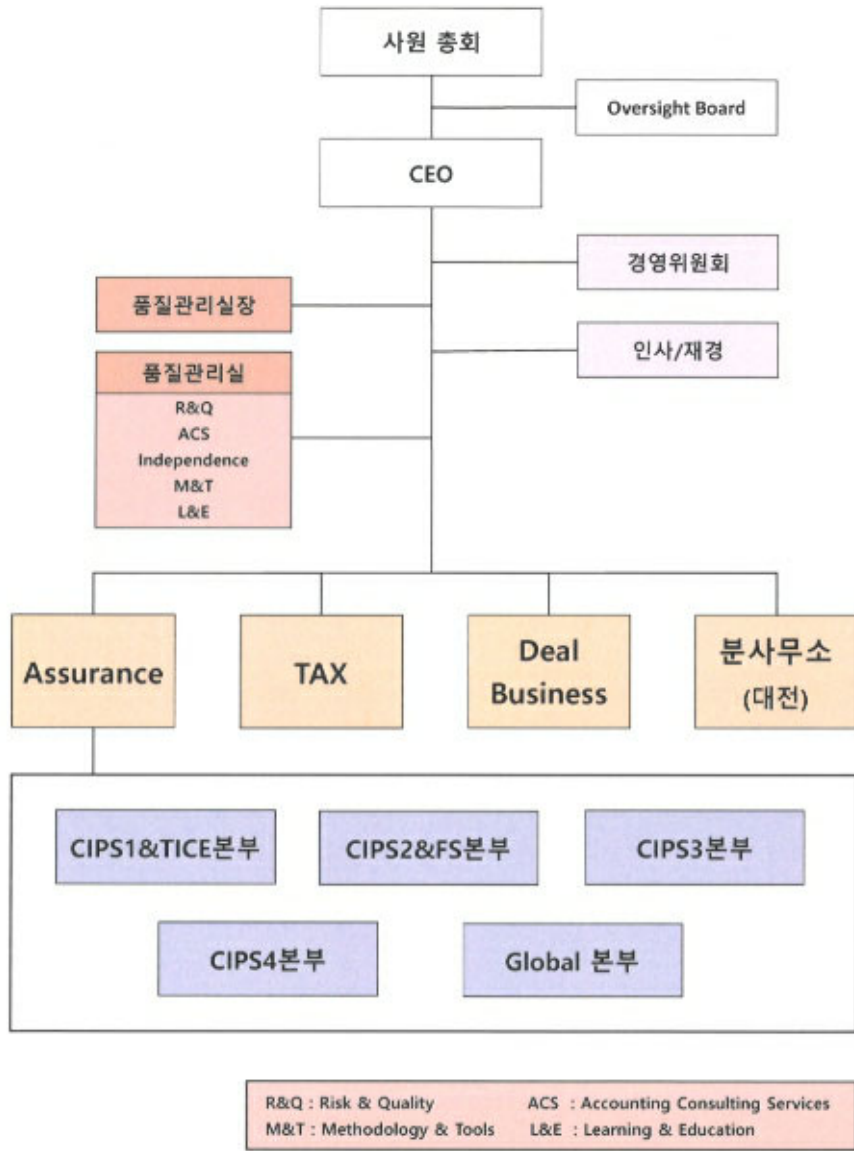 사원 총회
Oversight Board
CEO
경영위원회
품질관리실장
인사/재경
품질관리실
R&Q
ACS
Independence
M&T
L&E
Assurance
TAX
Deal
Business
분사무소
(대전)
CIPS1&TICE본부
CIPS2&FS본부
CIPS3본부
CIPS4본부
Global 본부
R&Q : Risk & Quality
ACS : Accounting Consulting Services
M&T : Methodology & Tools
L&E : Learning & Education